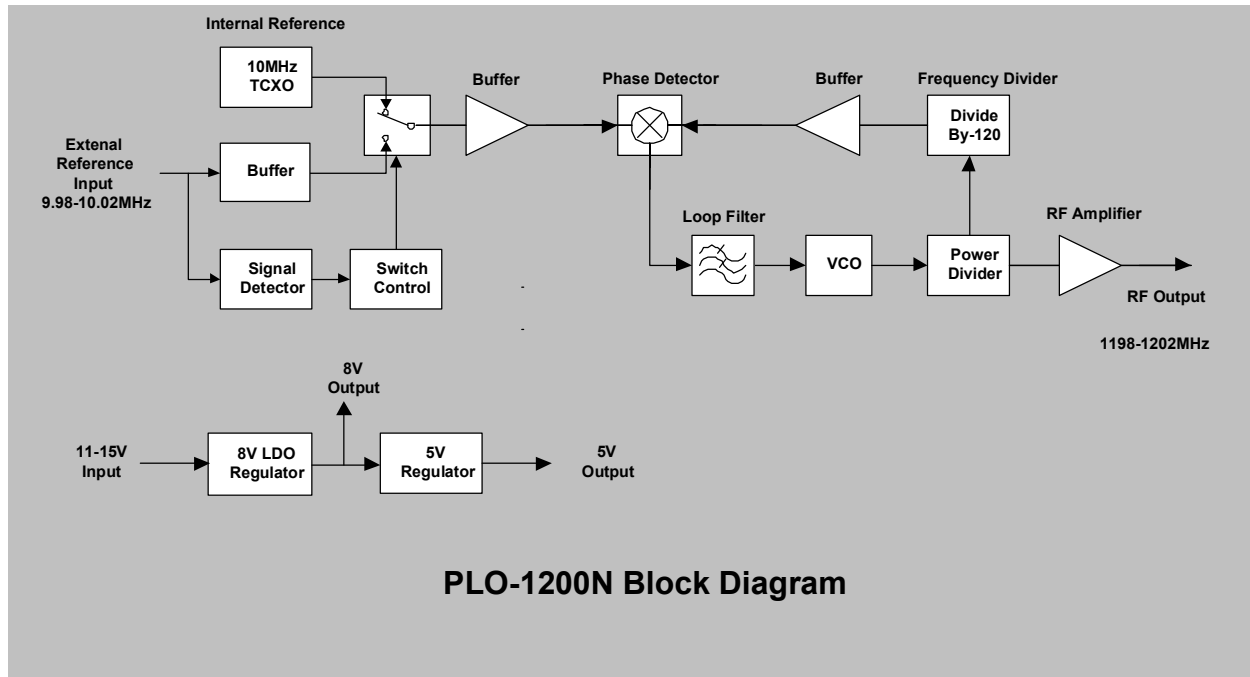 Internal Reference
10MHz
TCXO
Buffer
Phase Detector
Buffer
Frequency Divider
Divide
By-120
Extenal
Reference
Input
9.98-10.02MHz
Buffer
Signal
Detector
Switch
Control
Loop Filter
VCO
Power
Divider
RF Amplifier
RF Output
1198-1202MHz
8V
Output
11-15V
Input
8V LDO
Regulator
5V
Regulator
5V
Output
PLO-1200N Block Diagram